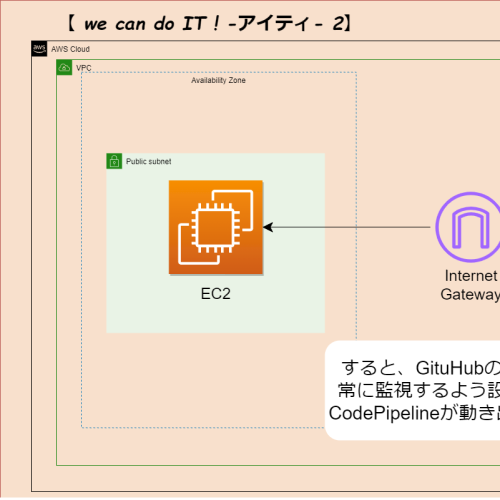 【 we can do IT！-アイティ- 2】
aws AWS Cloud
VPC
Availability Zone
Public subnet
EC2
Internet
Gateway
すると、GituHubの
常に監視するよう設
CodePipelineが動き